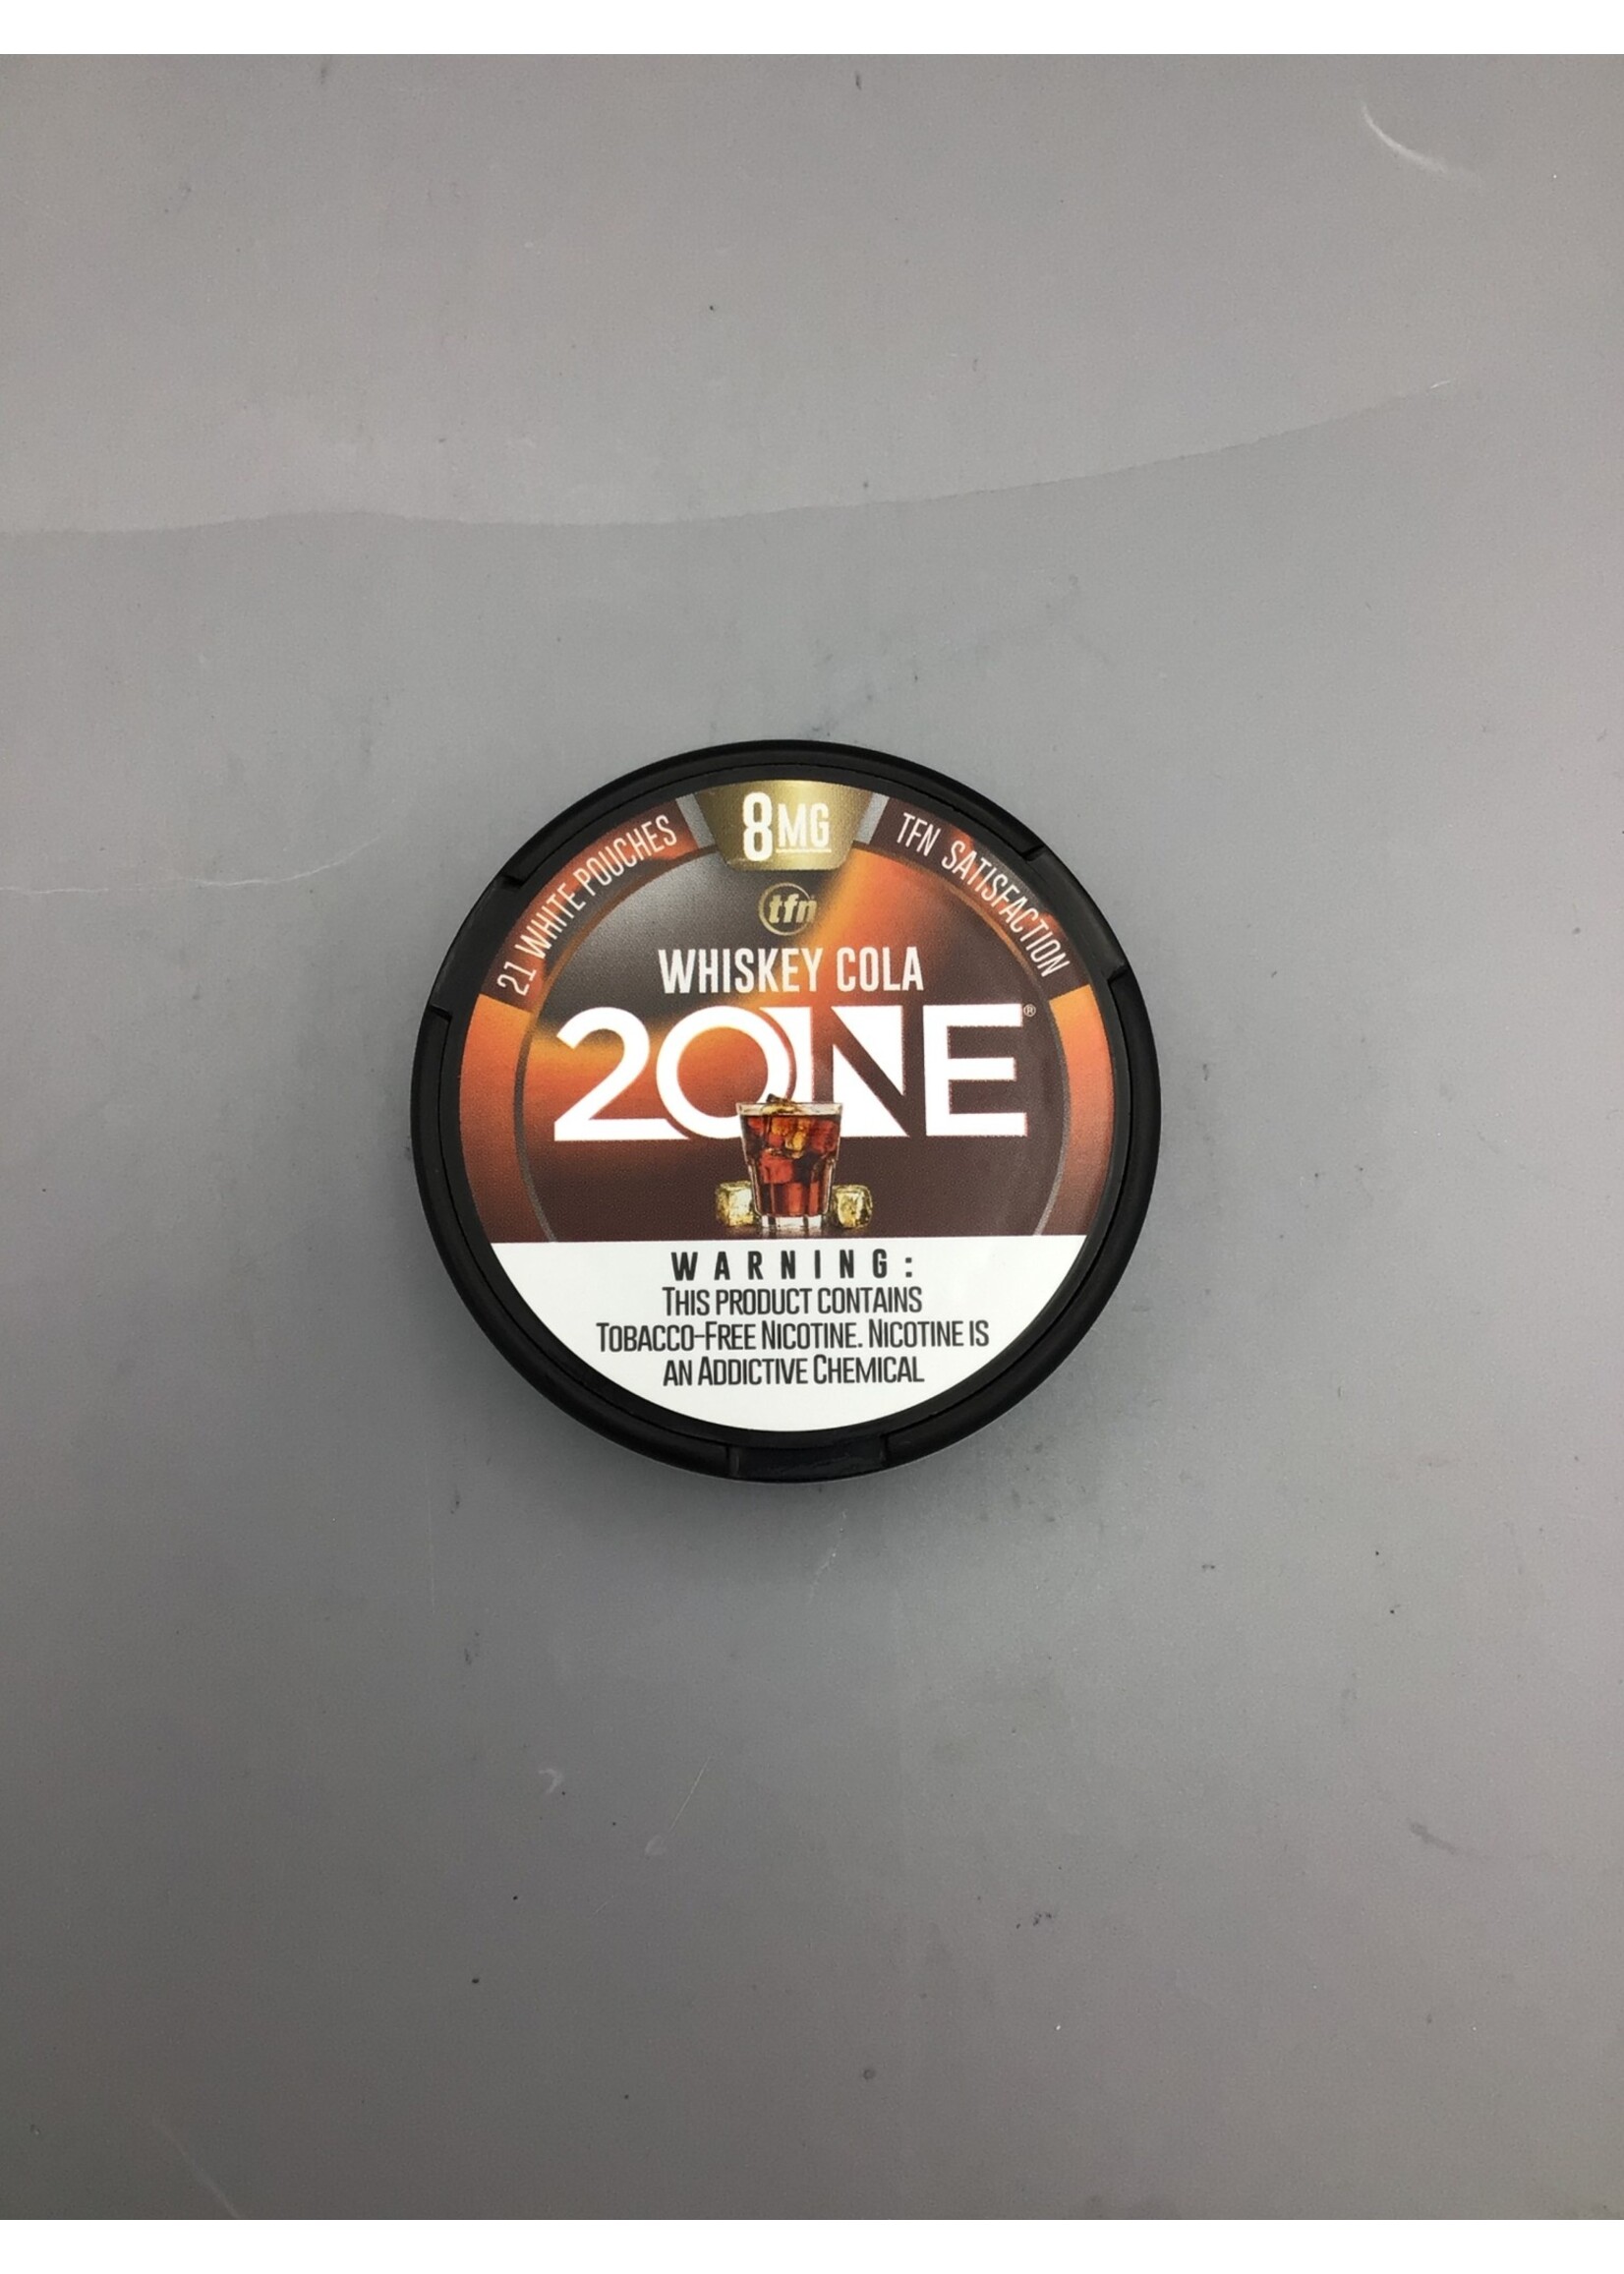 8MG
21 WHITE POUCHES
TFN SATISFACTION
tfn
WHISKEY COLA
2ONE®
WARNING:
THIS PRODUCT CONTAINS
TOBACCO-FREE NICOTINE. NICOTINE IS
AN ADDICTIVE CHEMICAL